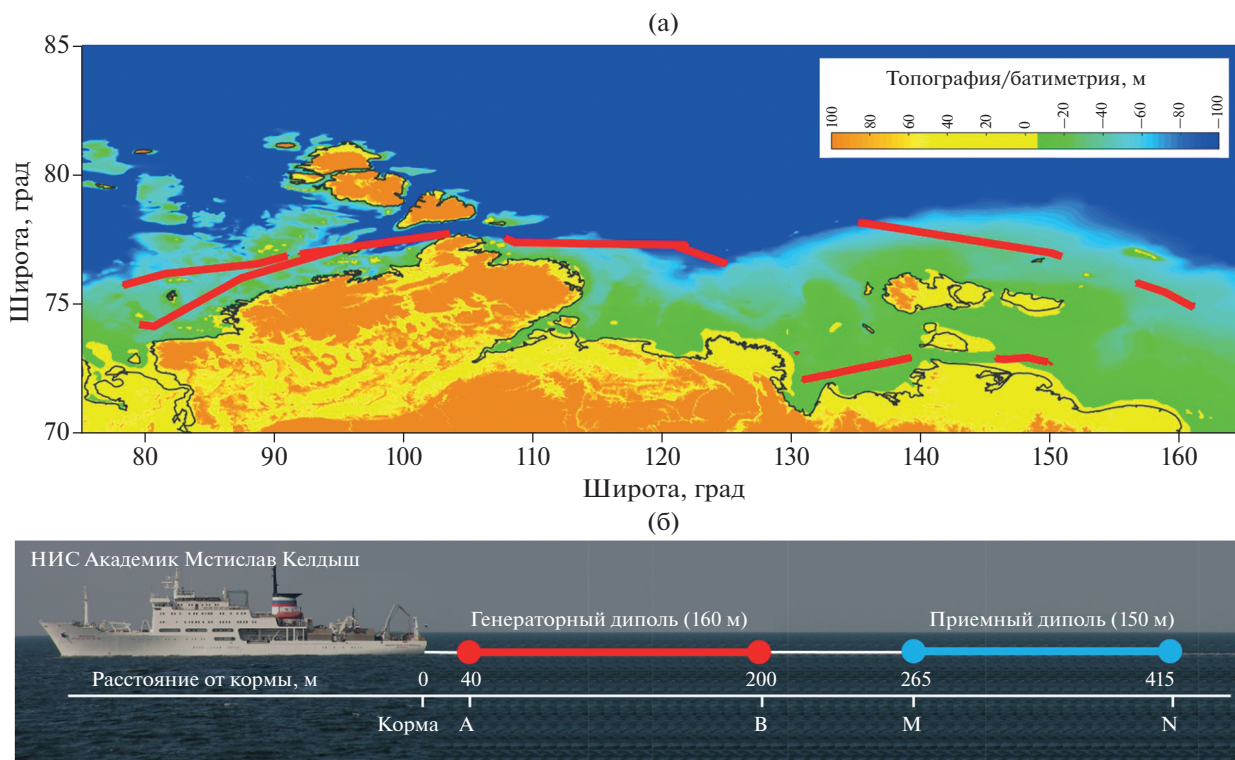 (а)
85
80
75
70
Широта, град
Топография/батиметрия, м
100 80 60 40 20 0 −20 −40 −60 −80 −100
80 90 100 110 120 130 140 150 160
Широта, град
(б)
НИС Академик Мстислав Келдыш
Генераторный диполь (160 м) Приемный диполь (150 м)
Расстояние от кормы, м 0 40 200 265 415
Корма A B M N